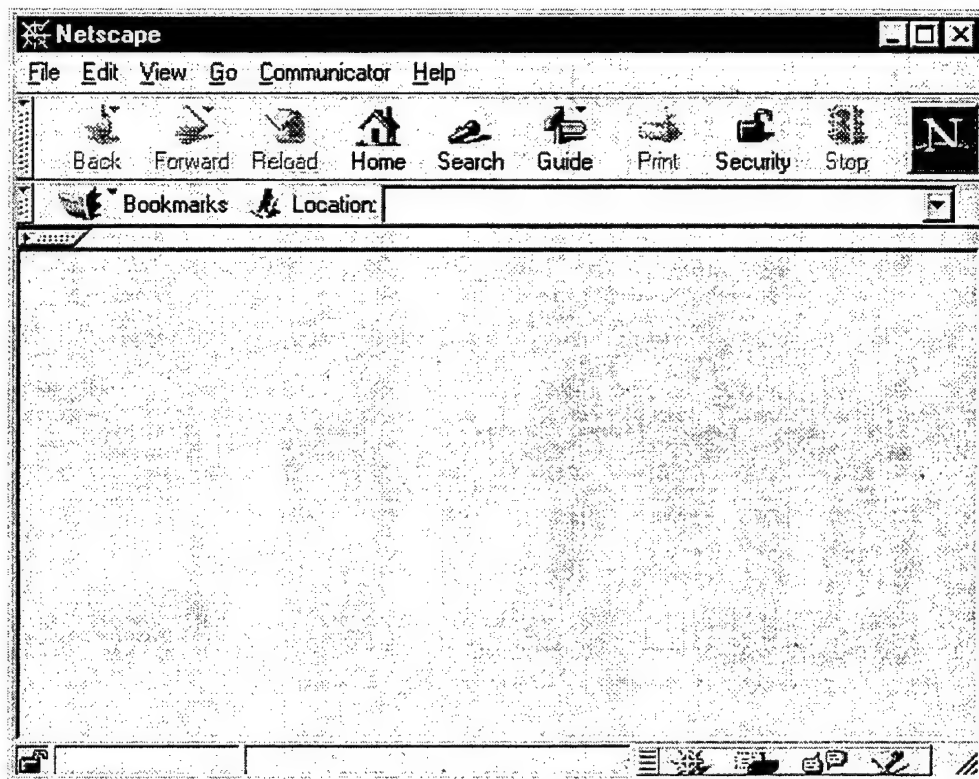 Netscape
File Edit View Go Communicator Help
Back Forward Reload Home Search Guide Print Security Stop N
Bookmarks Location: